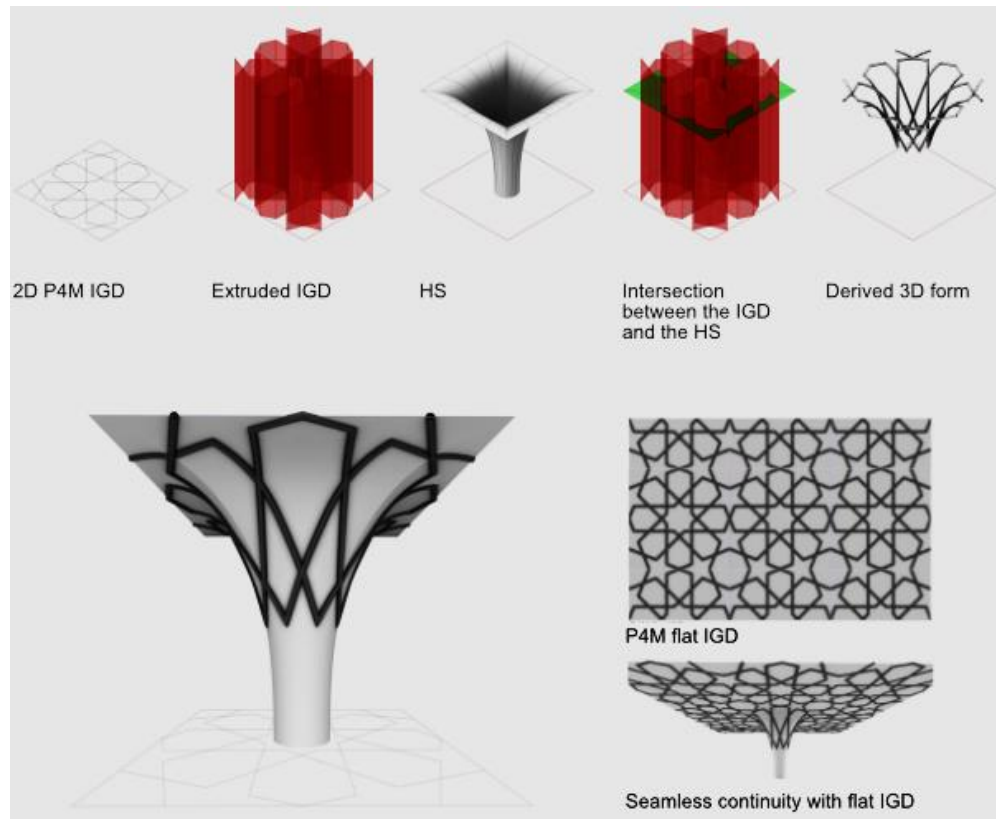 2D P4M IGD
Extruded IGD
HS
Intersection
between the IGD
and the HS
Derived 3D form
P4M flat IGD
Seamless continuity with flat IGD